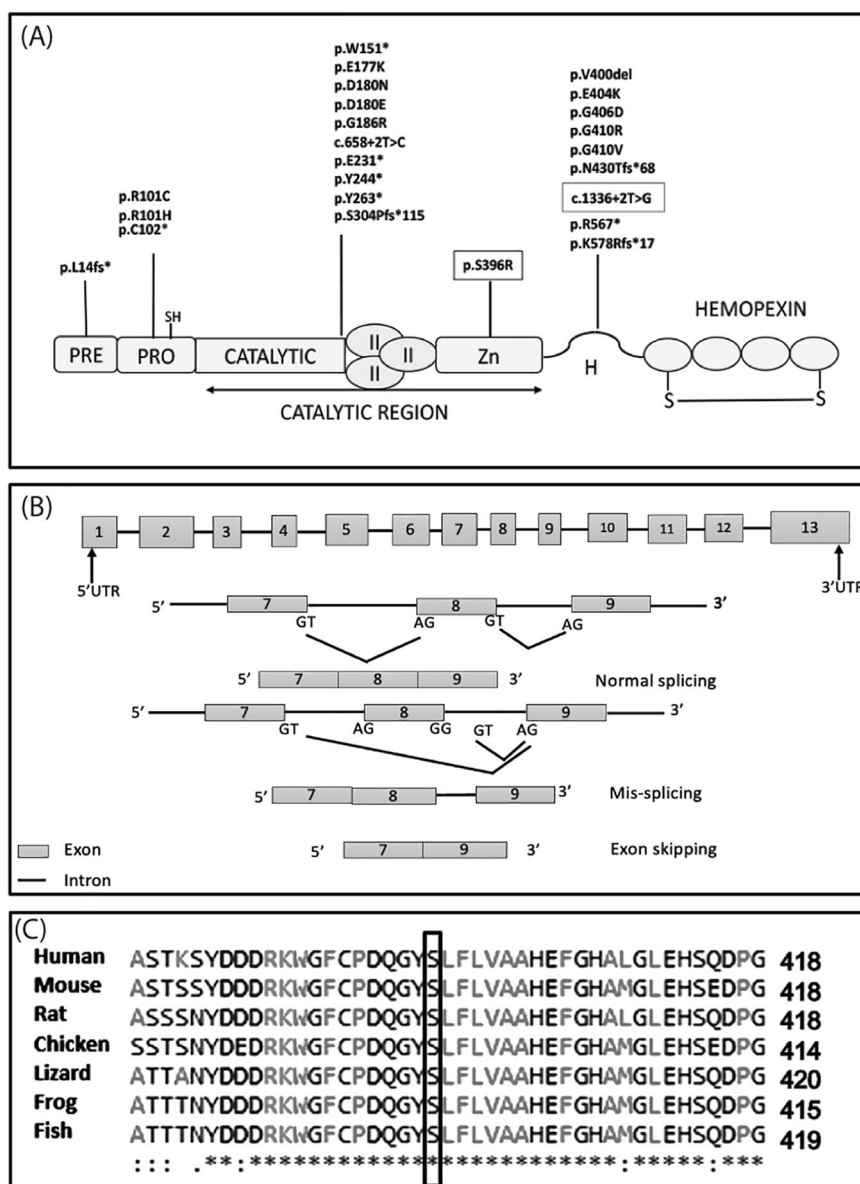 (A)
p.W151*
p.E177K
p.D180N
p.D180E
p.G186R
c.658+2T>C
p.E231*
p.Y244*
p.Y263*
p.S304Pfs*115
p.V400del
p.E404K
p.G406D
p.G410R
p.G410V
p.N430Tfs*68
c.1336+2T>G
p.R567*
p.K578Rfs*17
p.R101C
p.R101H
p.C102*
p.L14fs*
p.S396R
SH
HEMOPEXIN
PRE PRO CATALYTIC II II II Zn
H
S S
CATALYTIC REGION
(B)
1 2 3 4 5 6 7 8 9 10 11 12 13
5’UTR 3’UTR
5’ 7 8 9 3’
GT AG GT AG
5’ 7 8 9 3’ Normal splicing
5’ 7 8 9 3’
GT AG GG GT AG
5’ 7 8 9 3’ Mis-splicing
Exon 5’ 7 9 3’ Exon skipping
Intron
(C)
Human ASTKSYDDDRKWGFCPDQGYSLFLVAAHEFGHALGLEHSQDPG 418
Mouse ASTSSYDDDRKWGFCPDQGYSLFLVAAHEFGHAMGLEHSEDPG 418
Rat ASSSNYDDDRKWGFCPDQGYSLFLVAAHEFGHALGLEHSQDPG 418
Chicken SSTSNYDEDRKWGFCPDQGYSLFLVAAHEFGHAMGLEHSEDPG 414
Lizard ATTANYDDDRKWGFCPDQGYSLFLVAAHEFGHAMGLEHSQDPG 420
Frog ATTTNYDDDRKWGFCPDQGYSLFLVAAHEFGHALGLEHSQDPG 415
Fish ATTTNYDDDRKWGFCPDQGYSLFLVAAHEFGHAMGLEHSQDPG 419
::: .**:*************************:*****:***